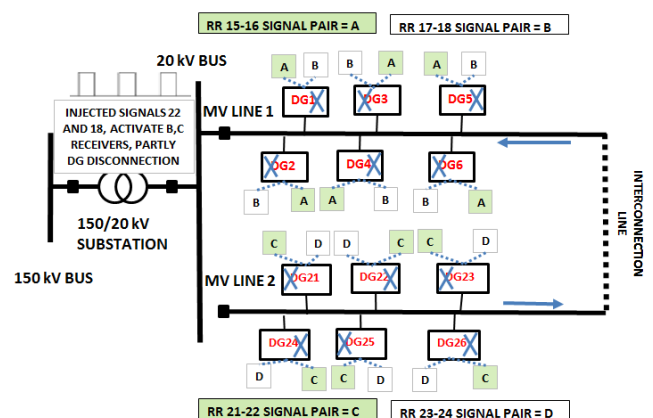 RR 15-16 SIGNAL PAIR = A
RR 17-18 SIGNAL PAIR = B
20 kV BUS
A B B A A B
INJECTED SIGNALS 22
AND 18, ACTIVATE B,C
RECEIVERS, PARTLY
DG DISCONNECTION
DG1 DG3 DG5
MV LINE 1
DG2 DG4 DG6
B A A B B A
150/20 kV
SUBSTATION
150 kV BUS
INTERCONNECTION
LINE
C D D C C D
MV LINE 2
DG21 DG22 DG23
DG24 DG25 DG26
D C C D D C
RR 21-22 SIGNAL PAIR = C
RR 23-24 SIGNAL PAIR = D